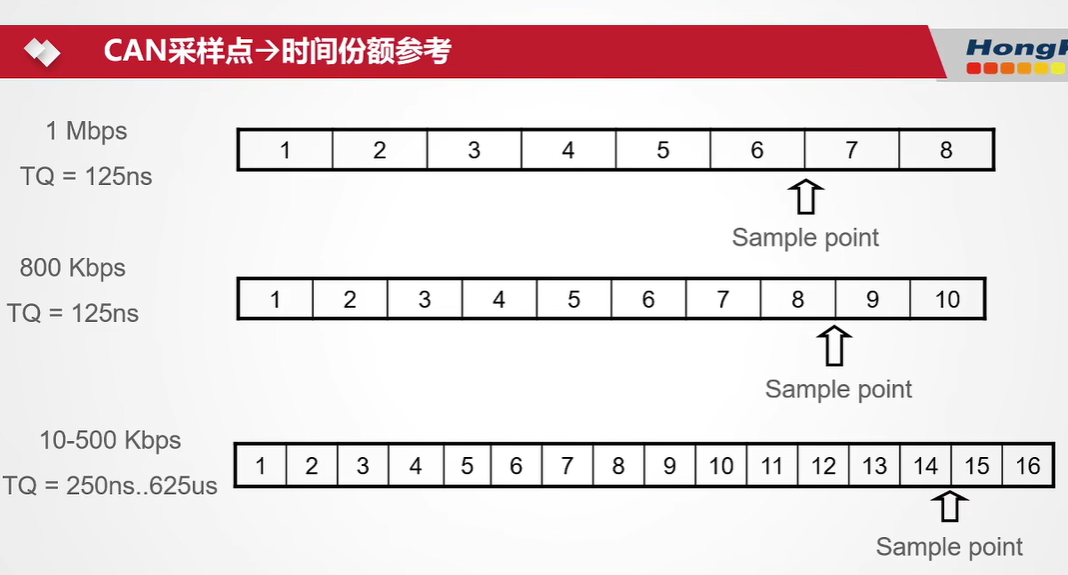 CAN采样点→时间份额参考
HongK
1 Mbps
TQ = 125ns
1 2 3 4 5 6 7 8
Sample point
800 Kbps
TQ = 125ns
1 2 3 4 5 6 7 8 9 10
Sample point
10-500 Kbps
TQ = 250ns..625us
1 2 3 4 5 6 7 8 9 10 11 12 13 14 15 16
Sample point